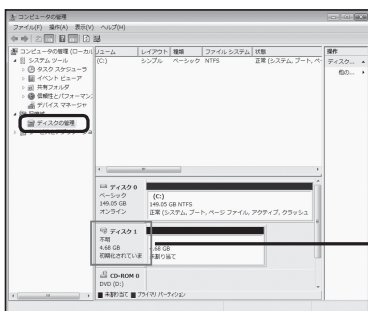 コンピュータの管理
ファイル(F) 操作(A) 表示(V) ヘルプ(H)
コンピュータの管理 (ローカル
システム ツール
タスク スケジューラ
イベント ビューア
共有フォルダ
信頼性とパフォーマンス
デバイス マネージャ
ディスクの管理
リューム レイアウト 種類 ファイル システム 状態
(C:) シンプル ベーシック NTFS 正常 (システム, ブート, ペー
操作
ディスク...
他の...
ディスク 0
ベーシック
149.05 GB
オンライン
(C:)
149.05 GB NTFS
正常 (システム, ブート, ページ ファイル, アクティブ, クラッシュ
ディスク 1
不明
4.68 GB
初期化されていま
4.68 GB
未割り当て
CD-ROM 0
DVD (D:)
未割り当て プライマリ パーティション